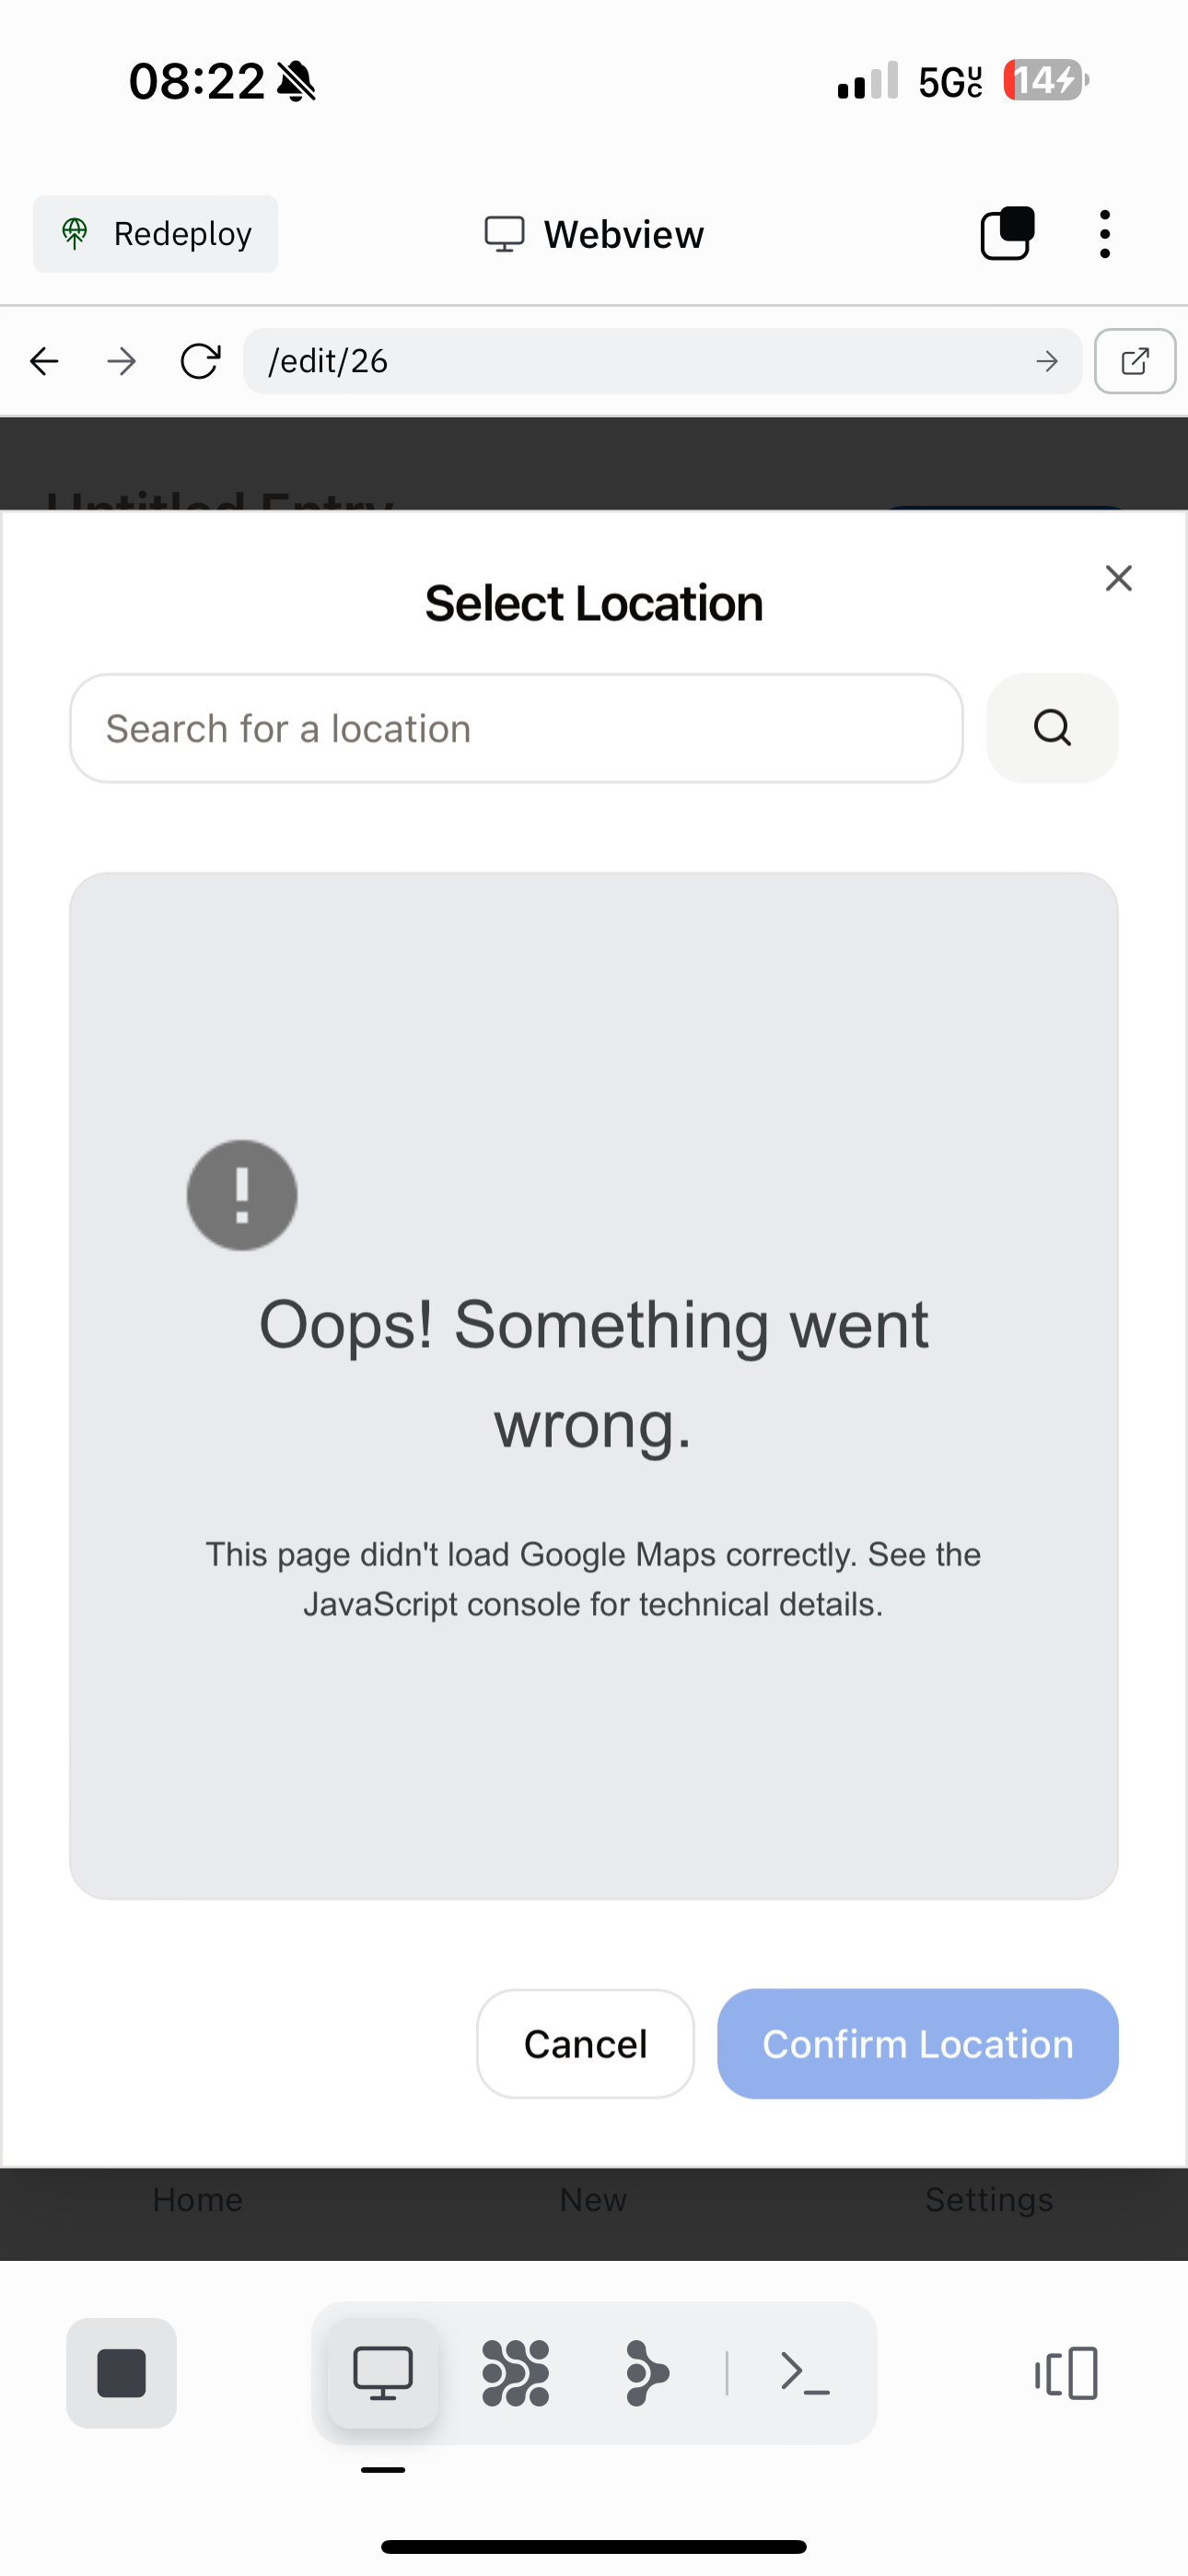 08:22
5G UC
14
Redeploy
Webview
/edit/26
Untitled Entry
Select Location
Search for a location
!
Oops! Something went
wrong.
This page didn't load Google Maps correctly. See the
JavaScript console for technical details.
Cancel
Confirm Location
Home
New
Settings